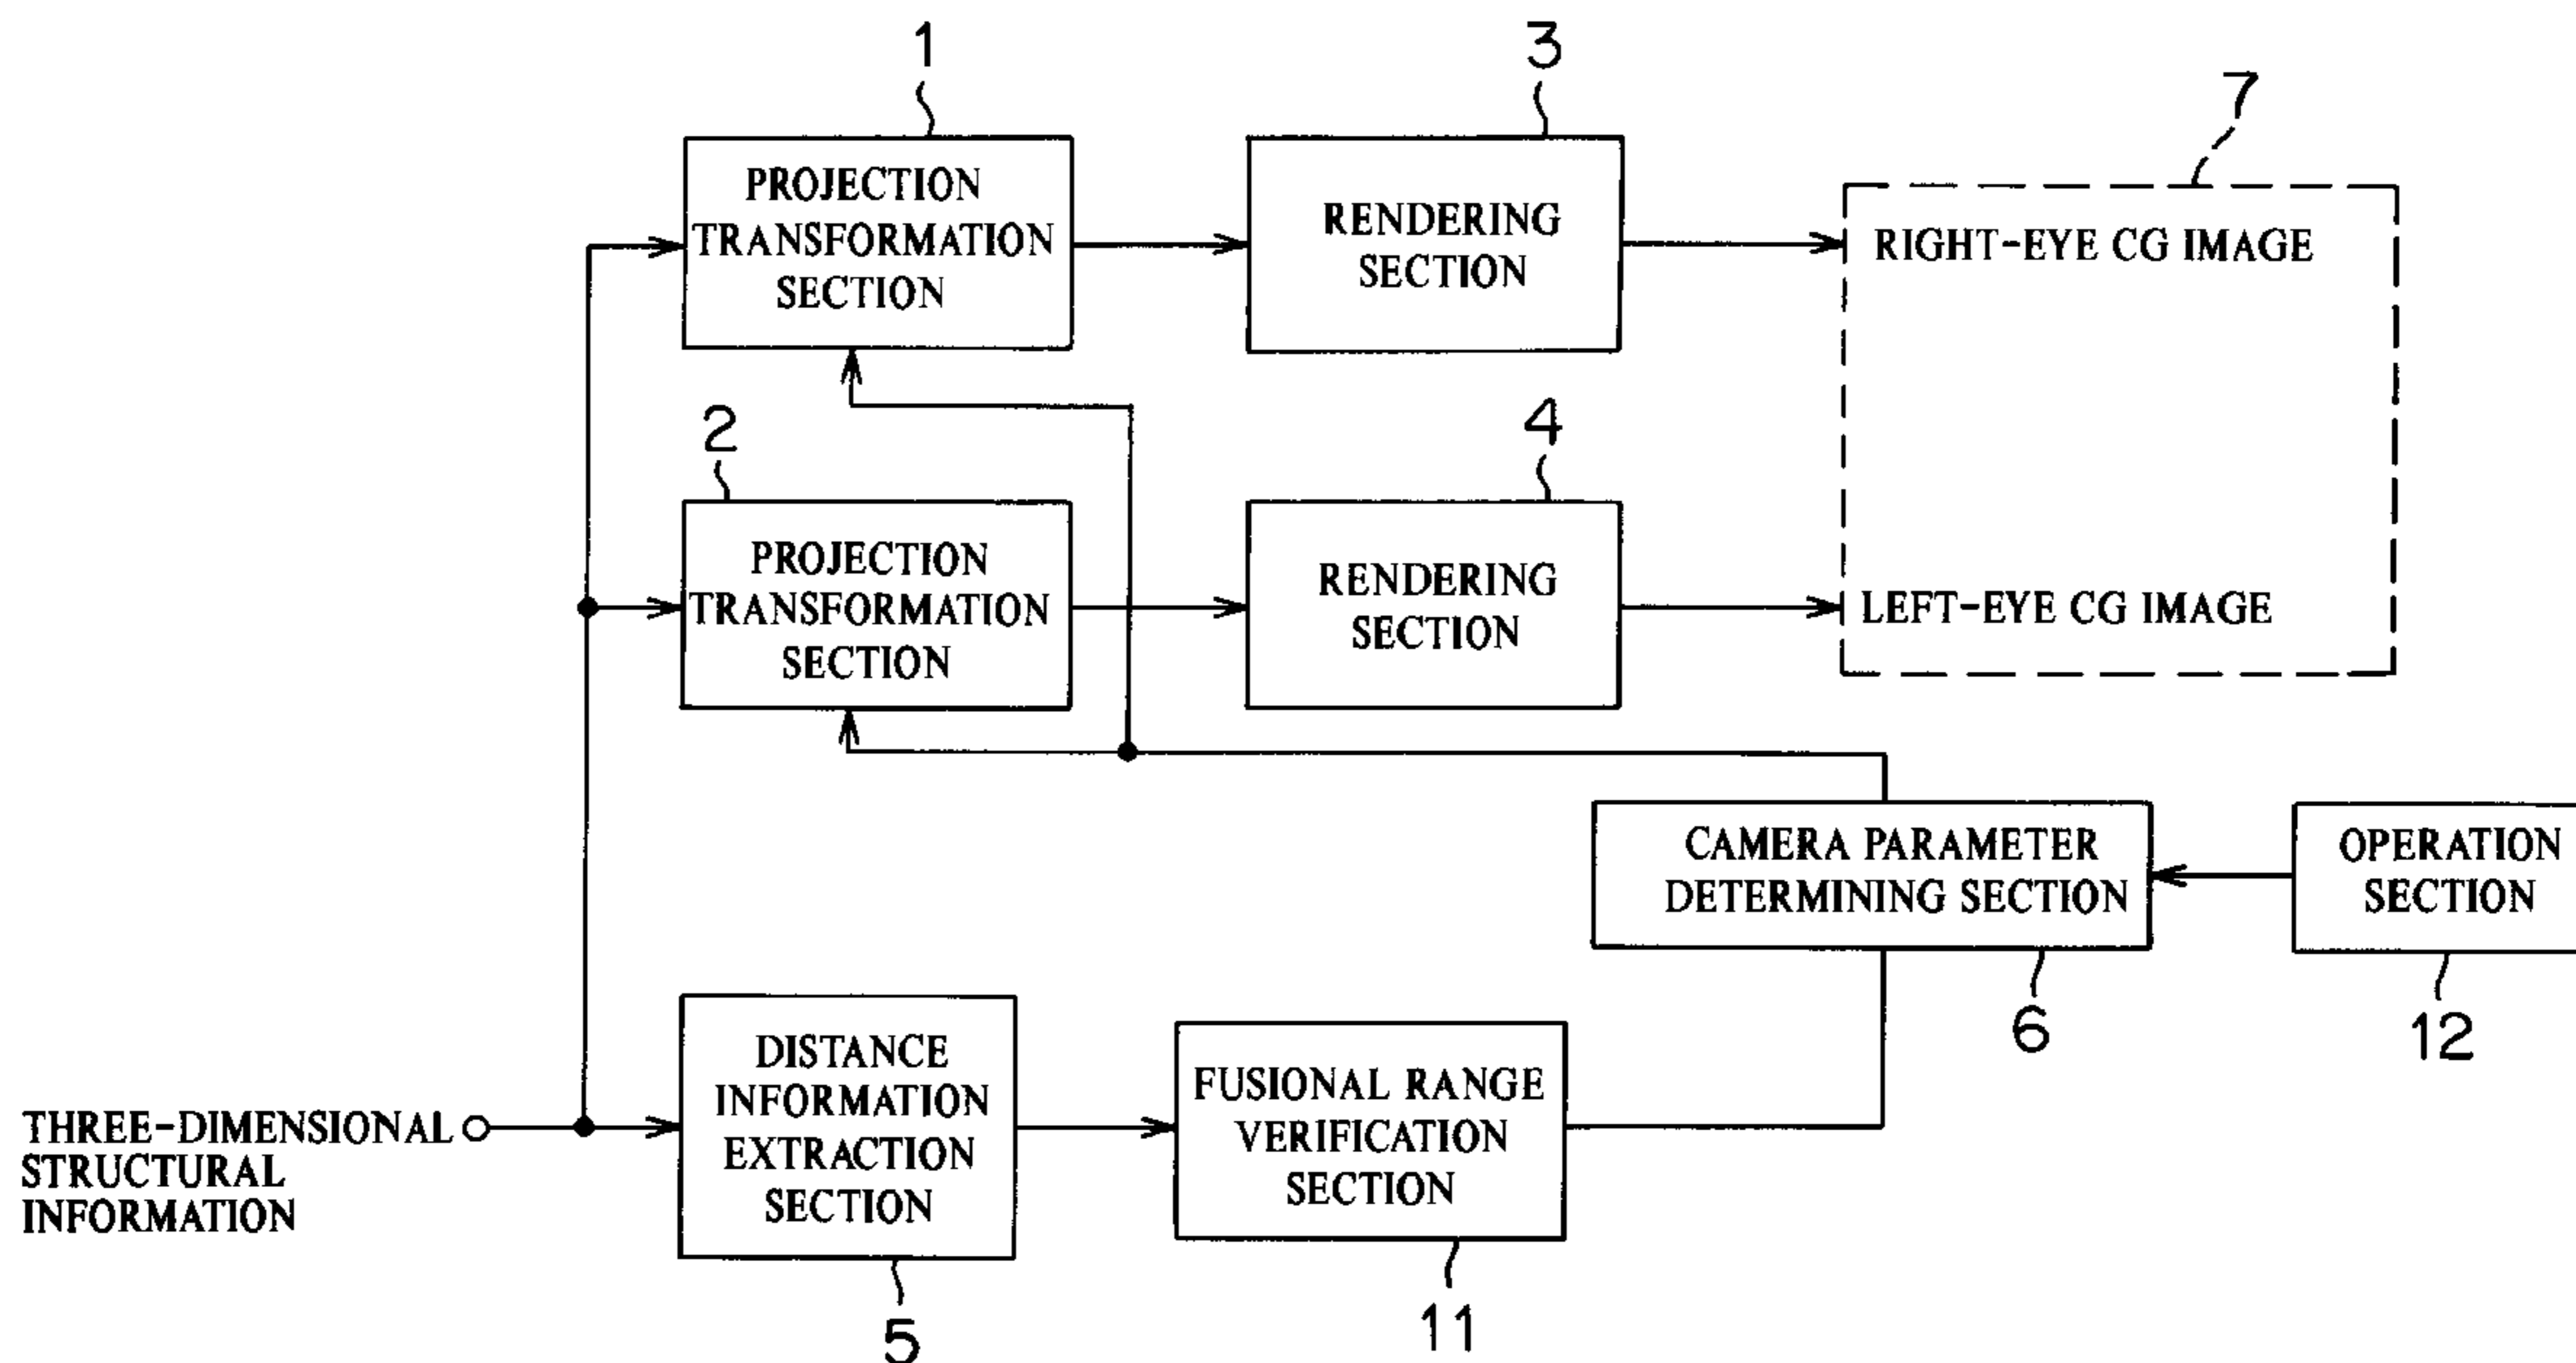 1
3
7
PROJECTION
TRANSFORMATION
SECTION
RENDERING
SECTION
RIGHT-EYE CG IMAGE
2
4
PROJECTION
TRANSFORMATION
SECTION
RENDERING
SECTION
LEFT-EYE CG IMAGE
CAMERA PARAMETER
DETERMINING SECTION
OPERATION
SECTION
6
12
DISTANCE
INFORMATION
EXTRACTION
SECTION
FUSIONAL RANGE
VERIFICATION
SECTION
THREE-DIMENSIONAL
STRUCTURAL
INFORMATION
5
11